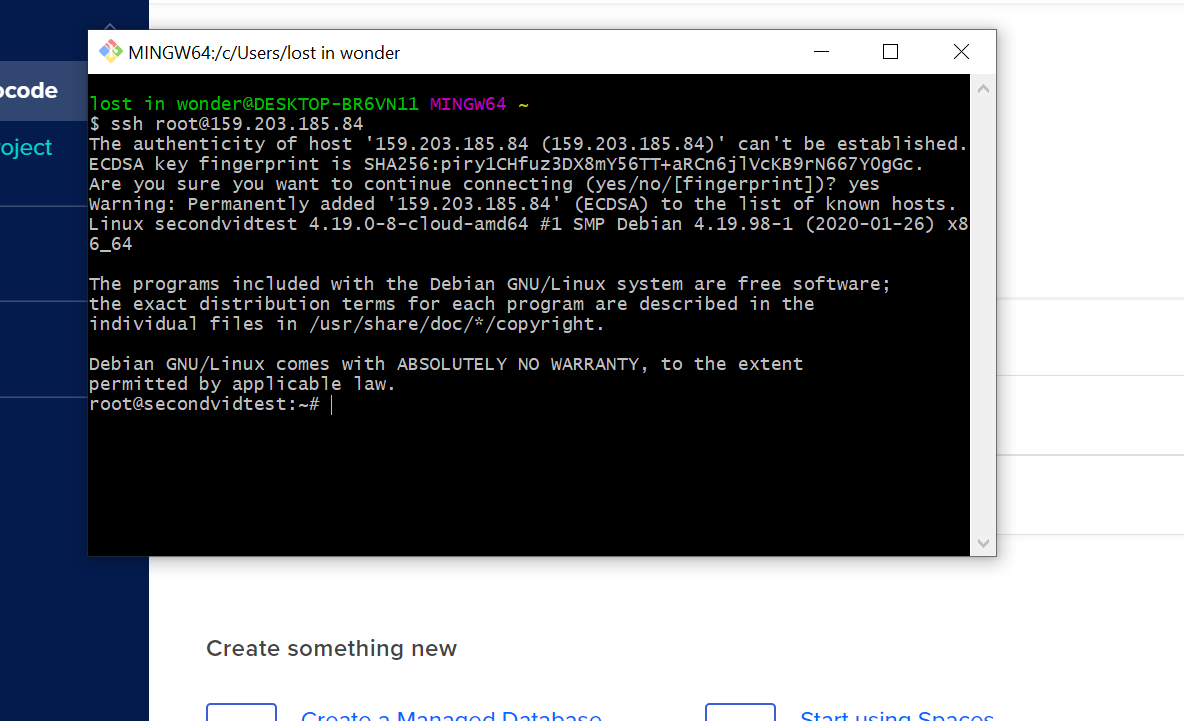 ocode
oject
MINGW64:/c/Users/lost in wonder
lost in wonder@DESKTOP-BR6VN11 MINGW64 ~
$ ssh root@159.203.185.84
The authenticity of host '159.203.185.84 (159.203.185.84)' can't be established.
ECDSA key fingerprint is SHA256:piry1CHfuz3DX8mY56TT+aRCn6jlVcKB9rN667Y0gGc.
Are you sure you want to continue connecting (yes/no/[fingerprint])? yes
Warning: Permanently added '159.203.185.84' (ECDSA) to the list of known hosts.
Linux secondvidtest 4.19.0-8-cloud-amd64 #1 SMP Debian 4.19.98-1 (2020-01-26) x8
6_64
The programs included with the Debian GNU/Linux system are free software;
the exact distribution terms for each program are described in the
individual files in /usr/share/doc/*/copyright.
Debian GNU/Linux comes with ABSOLUTELY NO WARRANTY, to the extent
permitted by applicable law.
root@secondvidtest:~#
Create something new
Create a Managed Database
Start using Spaces